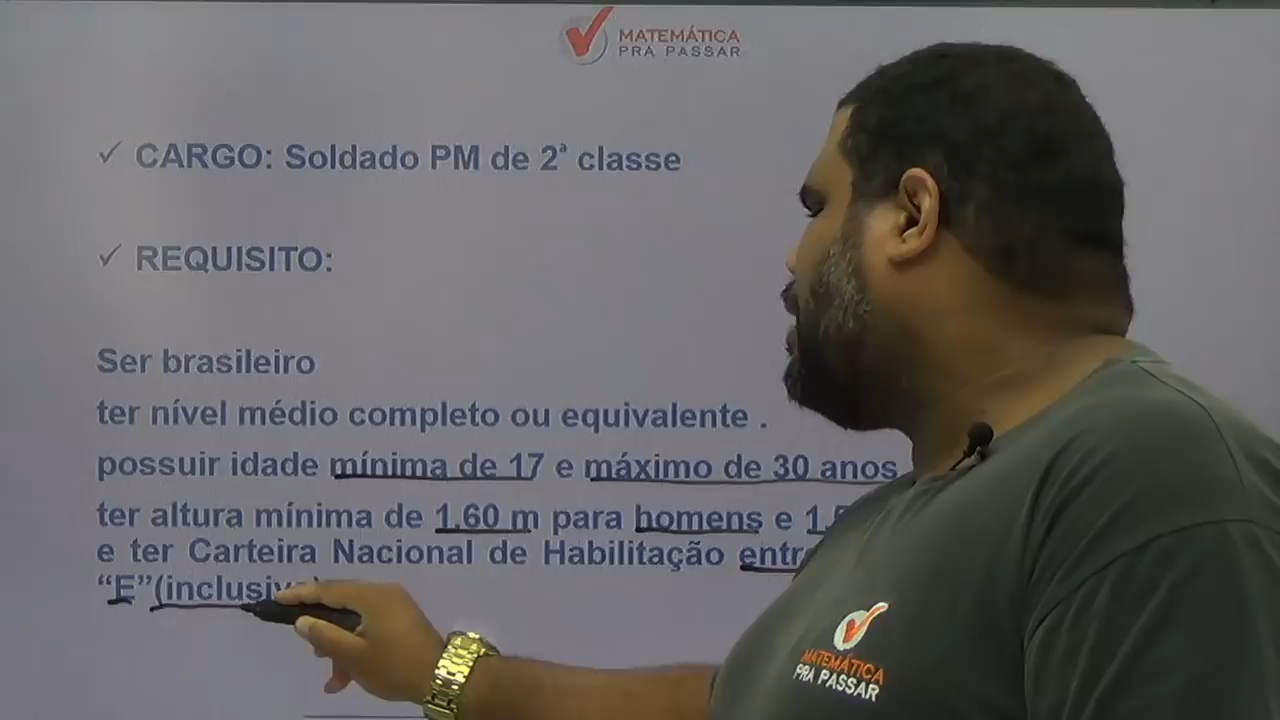 MATEMÁTICA
PRA PASSAR
✓ CARGO: Soldado PM de 2ª classe
✓ REQUISITO:
Ser brasileiro
ter nível médio completo ou equivalente .
possuir idade mínima de 17 e máximo de 30 anos
ter altura mínima de 1,60 m para homens e
e ter Carteira Nacional de Habilitação
“E”(inclusiv
MATEMÁTICA
PRA PASSAR